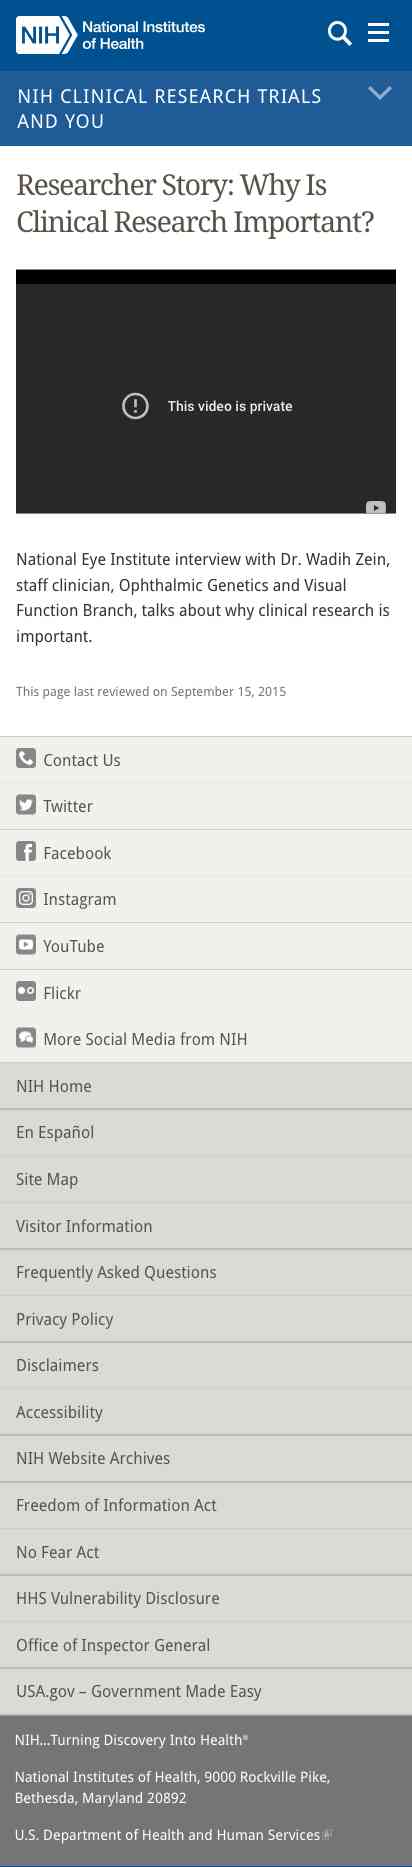 NIH National Institutes
of Health
NIH CLINICAL RESEARCH TRIALS
AND YOU
Researcher Story: Why Is
Clinical Research Important?
This video is private
National Eye Institute interview with Dr. Wadih Zein,
staff clinician, Ophthalmic Genetics and Visual
Function Branch, talks about why clinical research is
important.
This page last reviewed on September 15, 2015
Contact Us
Twitter
Facebook
Instagram
YouTube
Flickr
More Social Media from NIH
NIH Home
En Español
Site Map
Visitor Information
Frequently Asked Questions
Privacy Policy
Disclaimers
Accessibility
NIH Website Archives
Freedom of Information Act
No Fear Act
HHS Vulnerability Disclosure
Office of Inspector General
USA.gov – Government Made Easy
NIH…Turning Discovery Into Health®
National Institutes of Health, 9000 Rockville Pike,
Bethesda, Maryland 20892
U.S. Department of Health and Human Services